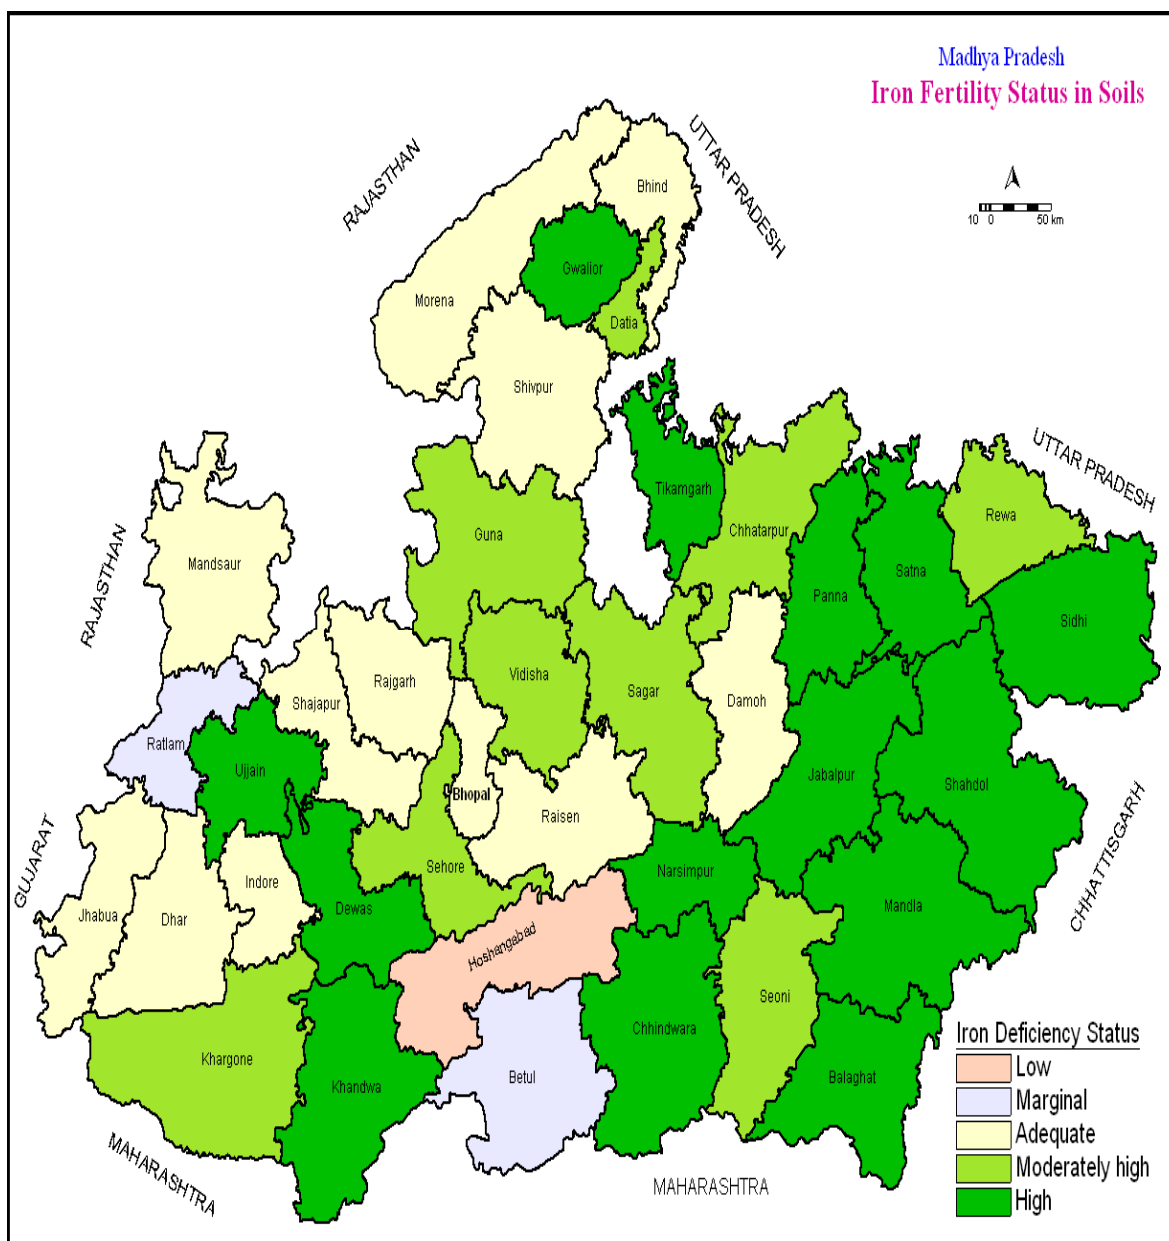 Madhya Pradesh
Iron Fertility Status in Soils
RAJASTHAN
UTTAR PRADESH
10 0 50 km
Bhind
Gwalior
Morena
Datia
Shivpur
UTTAR PRADESH
Tikamgarh
Rewa
Chhatarpur
Guna
RAJASTHAN
Mandsaur
Satna
Panna
Sidhi
Vidisha
Rajgarh
Sagar
Shajapur
Damoh
Ratlam
Ujjain
Jabalpur
Shahdol
Bhopal
Raisen
CHHATTISGARH
GUJARAT
Sehore
Narsimpur
Indore
Dewas
Mandla
Jhabua
Dhar
Hoshangabad
Seoni
Chhindwara
Khargone
Khandwa
Betul
Balaghat
MAHARASHTRA
MAHARASHTRA
Iron Deficiency Status
Low
Marginal
Adequate
Moderately high
High